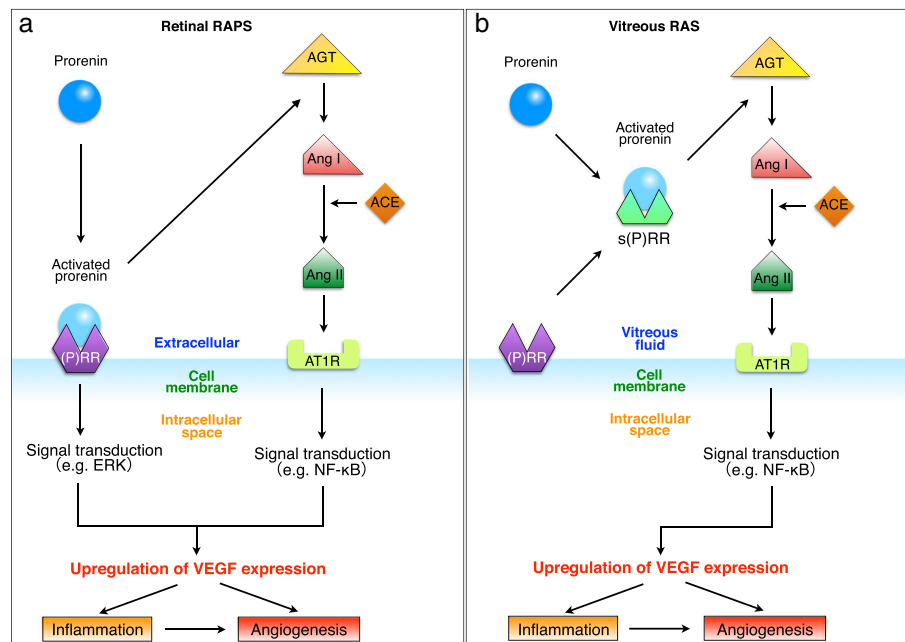 a
Retinal RAPS
Prorenin
AGT
Ang I
ACE
Activated
prorenin
Ang II
(P)RR
Extracellular
AT1R
Cell
membrane
Intracellular
space
Signal transduction
(e.g. ERK)
Signal transduction
(e.g. NF-κB)
Upregulation of VEGF expression
Inflammation
Angiogenesis
b
Vitreous RAS
Prorenin
AGT
Activated
prorenin
Ang I
ACE
s(P)RR
Ang II
(P)RR
Vitreous
fluid
AT1R
Cell
membrane
Intracellular
space
Signal transduction
(e.g. NF-κB)
Upregulation of VEGF expression
Inflammation
Angiogenesis